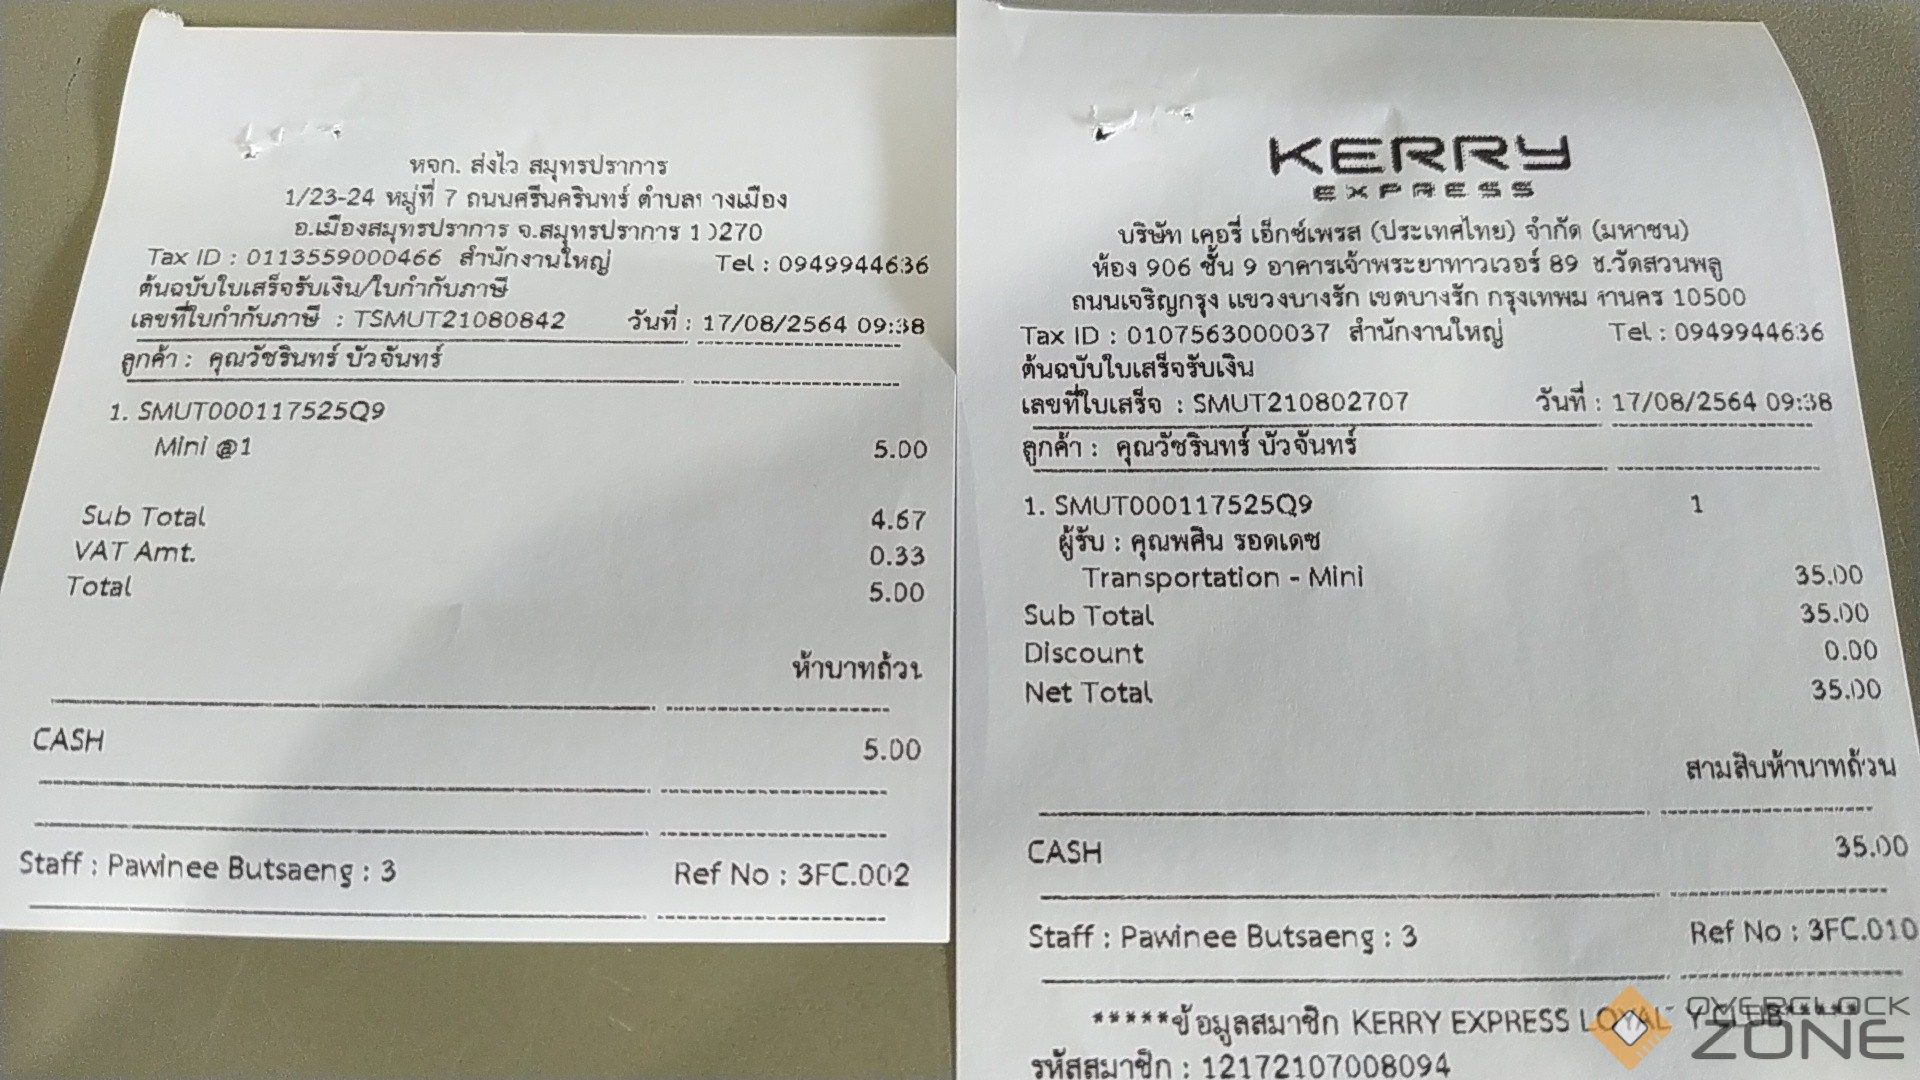 หจก. ส่งไว สมุทรปราการ
1/23-24 หมู่ที่ 7 ถนนศรีนครินทร์ ตำบลบางเมือง
อ.เมืองสมุทรปราการ จ.สมุทรปราการ 10270
Tax ID : 0113559000466 สำนักงานใหญ่ Tel : 0949944636
ต้นฉบับใบเสร็จรับเงิน/ใบกำกับภาษี
เลขที่ใบกำกับภาษี : TSMUT21080842 วันที่ : 17/08/2564 09:38
ลูกค้า : คุณวัชรินทร์ บัวจันทร์
1. SMUT000117525Q9
Mini @1 5.00
Sub Total 4.67
VAT Amt. 0.33
Total 5.00
ห้าบาทถ้วน
CASH 5.00
Staff : Pawinee Butsaeng : 3 Ref No : 3FC.002
KERRY
EXPRESS
บริษัท เคอรี่ เอ็กซ์เพรส (ประเทศไทย) จำกัด (มหาชน)
ห้อง 906 ชั้น 9 อาคารเจ้าพระยาทาวเวอร์ 89 ซ.วัดสวนพลู
ถนนเจริญกรุง แขวงบางรัก เขตบางรัก กรุงเทพมหานคร 10500
Tax ID : 0107563000037 สำนักงานใหญ่ Tel : 0949944636
ต้นฉบับใบเสร็จรับเงิน
เลขที่ใบเสร็จ : SMUT210802707 วันที่ : 17/08/2564 09:38
ลูกค้า : คุณวัชรินทร์ บัวจันทร์
1. SMUT000117525Q9 1
ผู้รับ : คุณพศิน รอดเดช
Transportation - Mini 35.00
Sub Total 35.00
Discount 0.00
Net Total 35.00
สามสิบห้าบาทถ้วน
CASH 35.00
Staff : Pawinee Butsaeng : 3 Ref No : 3FC.010
*****ข้อมูลสมาชิก KERRY EXPRESS LOYALTY CLUB*****
รหัสสมาชิก : 12172107008094
OVERCLOCK
ZONE